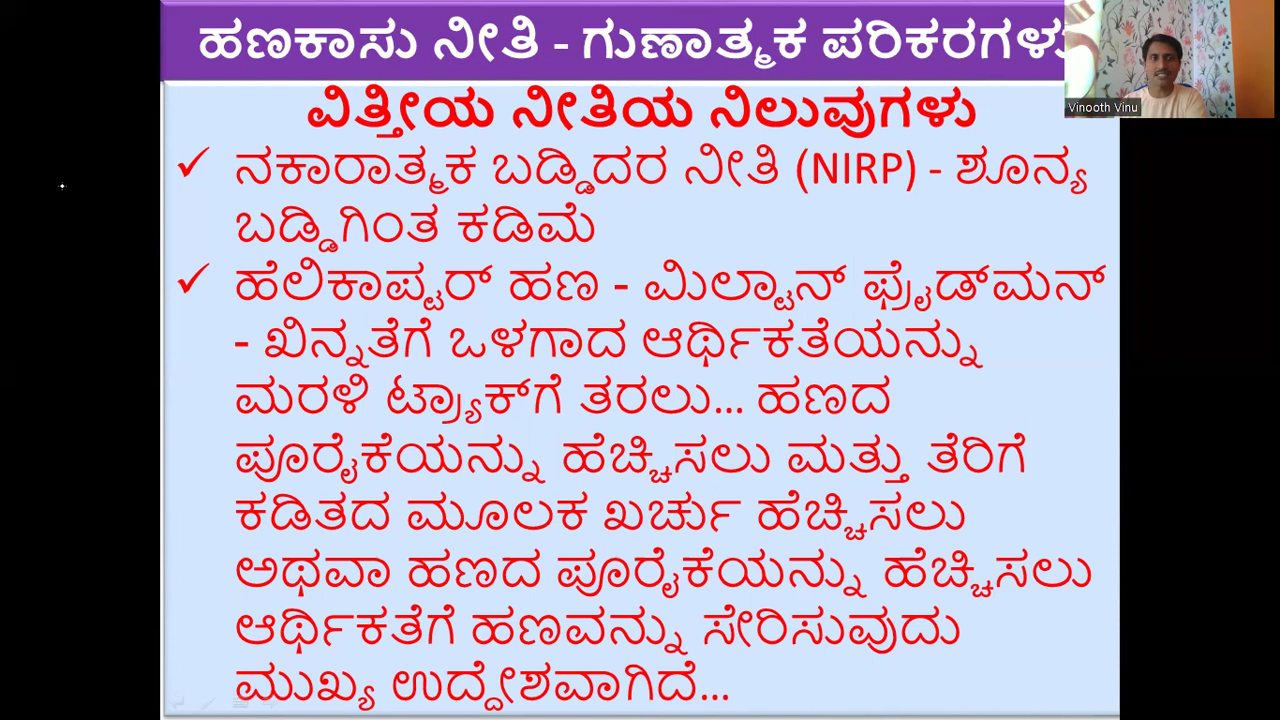 ಹಣಕಾಸು ನೀತಿ - ಗುಣಾತ್ಮಕ ಪರಿಕರಗಳು
Vinooth Vinu
ವಿತ್ತೀಯ ನೀತಿಯ ನಿಲುವುಗಳು
✓ ನಕಾರಾತ್ಮಕ ಬಡ್ಡಿದರ ನೀತಿ (NIRP) - ಶೂನ್ಯ
ಬಡ್ಡಿಗಿಂತ ಕಡಿಮೆ
✓ ಹೆಲಿಕಾಪ್ಟರ್ ಹಣ - ಮಿಲ್ಟಾನ್ ಫ್ರೈಡ್‌ಮನ್
- ಖಿನ್ನತೆಗೆ ಒಳಗಾದ ಆರ್ಥಿಕತೆಯನ್ನು
ಮರಳಿ ಟ್ರ್ಯಾಕ್‌ಗೆ ತರಲು... ಹಣದ
ಪೂರೈಕೆಯನ್ನು ಹೆಚ್ಚಿಸಲು ಮತ್ತು ತೆರಿಗೆ
ಕಡಿತದ ಮೂಲಕ ಖರ್ಚು ಹೆಚ್ಚಿಸಲು
ಅಥವಾ ಹಣದ ಪೂರೈಕೆಯನ್ನು ಹೆಚ್ಚಿಸಲು
ಆರ್ಥಿಕತೆಗೆ ಹಣವನ್ನು ಸೇರಿಸುವುದು
ಮುಖ್ಯ ಉದ್ದೇಶವಾಗಿದೆ...